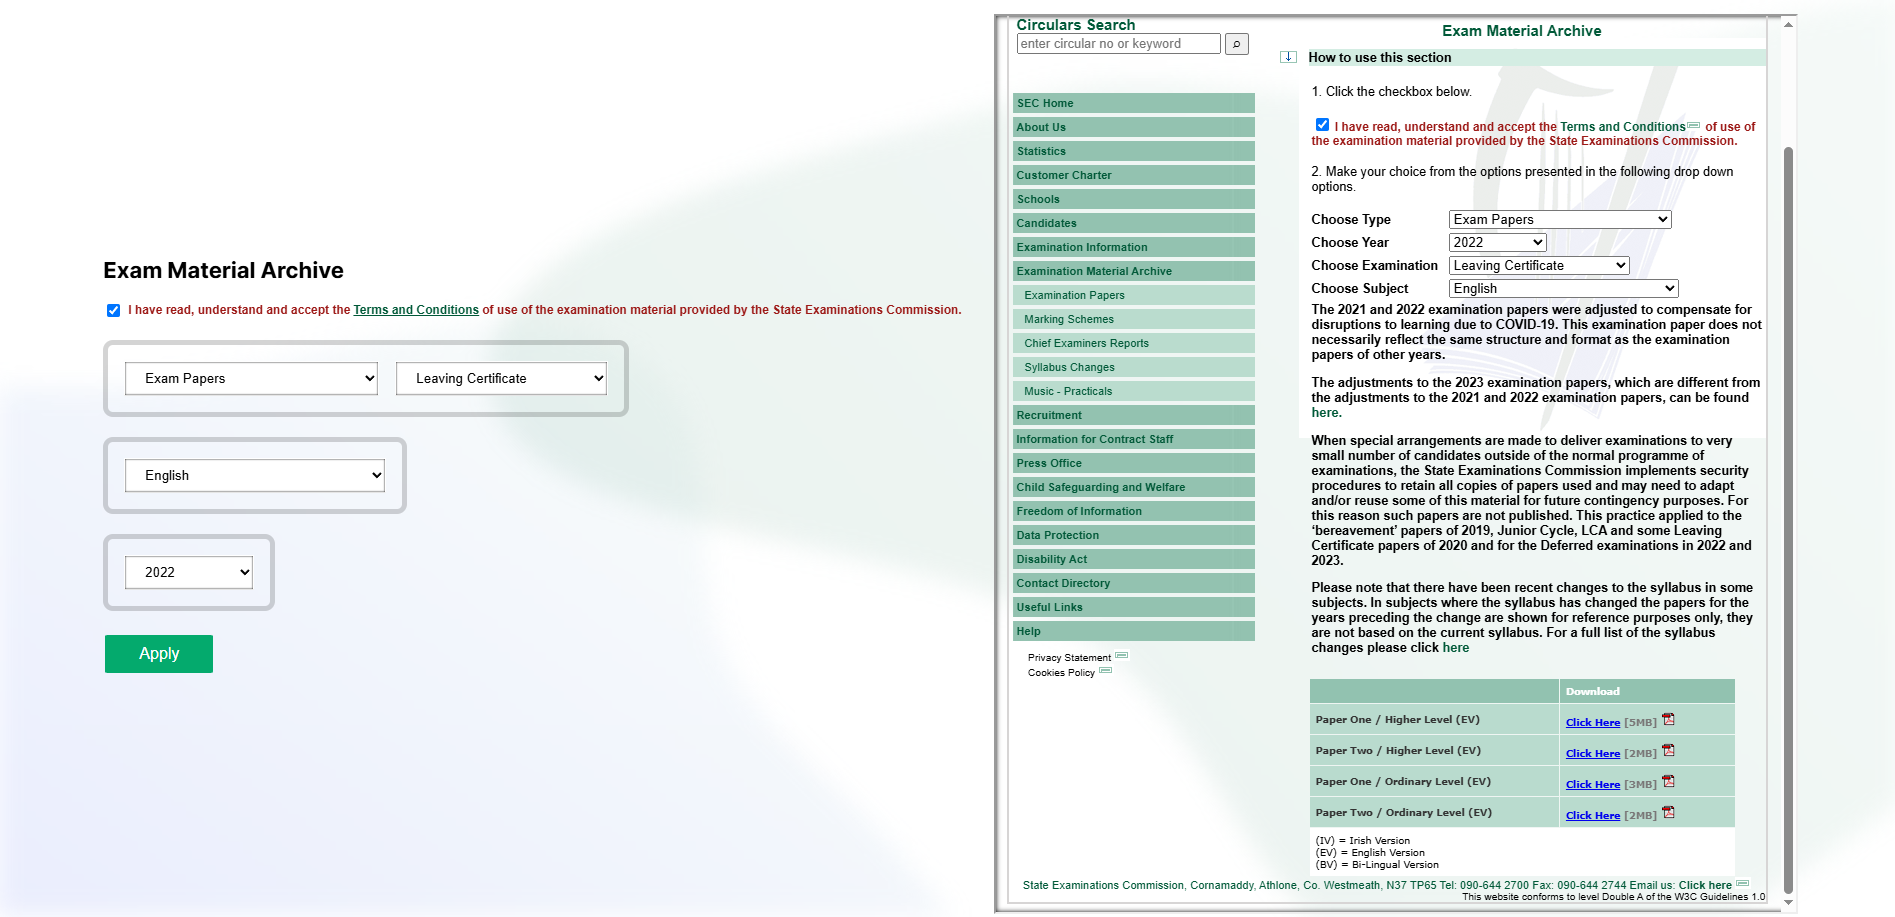 Exam Material Archive
I have read, understand and accept the Terms and Conditions of use of the examination material provided by the State Examinations Commission.
Exam Papers
Leaving Certificate
English
2022
Apply
Circulars Search
enter circular no or keyword
SEC Home
About Us
Statistics
Customer Charter
Schools
Candidates
Examination Information
Examination Material Archive
Examination Papers
Marking Schemes
Chief Examiners Reports
Syllabus Changes
Music - Practicals
Recruitment
Information for Contract Staff
Press Office
Child Safeguarding and Welfare
Freedom of Information
Data Protection
Disability Act
Contact Directory
Useful Links
Help
Privacy Statement
Cookies Policy
Exam Material Archive
How to use this section
1. Click the checkbox below.
I have read, understand and accept the Terms and Conditions of use of
the examination material provided by the State Examinations Commission.
2. Make your choice from the options presented in the following drop down
options.
Choose Type Exam Papers
Choose Year 2022
Choose Examination Leaving Certificate
Choose Subject English
The 2021 and 2022 examination papers were adjusted to compensate for
disruptions to learning due to COVID-19. This examination paper does not
necessarily reflect the same structure and format as the examination
papers of other years.
The adjustments to the 2023 examination papers, which are different from
the adjustments to the 2021 and 2022 examination papers, can be found
here.
When special arrangements are made to deliver examinations to very
small number of candidates outside of the normal programme of
examinations, the State Examinations Commission implements security
procedures to retain all copies of papers used and may need to adapt
and/or reuse some of this material for future contingency purposes. For
this reason such papers are not published. This practice applied to the
‘bereavement’ papers of 2019, Junior Cycle, LCA and some Leaving
Certificate papers of 2020 and for the Deferred examinations in 2022 and
2023.
Please note that there have been recent changes to the syllabus in some
subjects. In subjects where the syllabus has changed the papers for the
years preceding the change are shown for reference purposes only, they
are not based on the current syllabus. For a full list of the syllabus
changes please click here
Download
Paper One / Higher Level (EV) Click Here [5MB]
Paper Two / Higher Level (EV) Click Here [2MB]
Paper One / Ordinary Level (EV) Click Here [3MB]
Paper Two / Ordinary Level (EV) Click Here [2MB]
(IV) = Irish Version
(EV) = English Version
(BV) = Bi-Lingual Version
State Examinations Commission, Cornamaddy, Athlone, Co. Westmeath, N37 TP65 Tel: 090-644 2700 Fax: 090-644 2744 Email us: Click here
This website conforms to level Double A of the W3C Guidelines 1.0